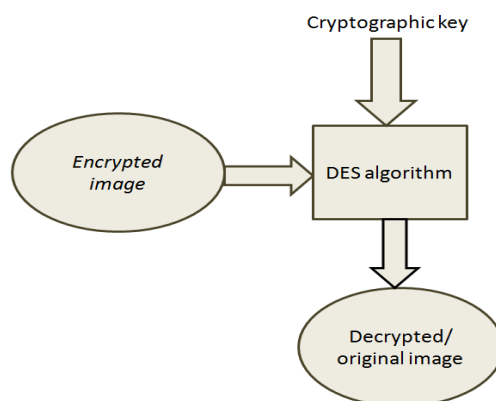 Cryptographic key
Encrypted
image
DES algorithm
Decrypted/
original image